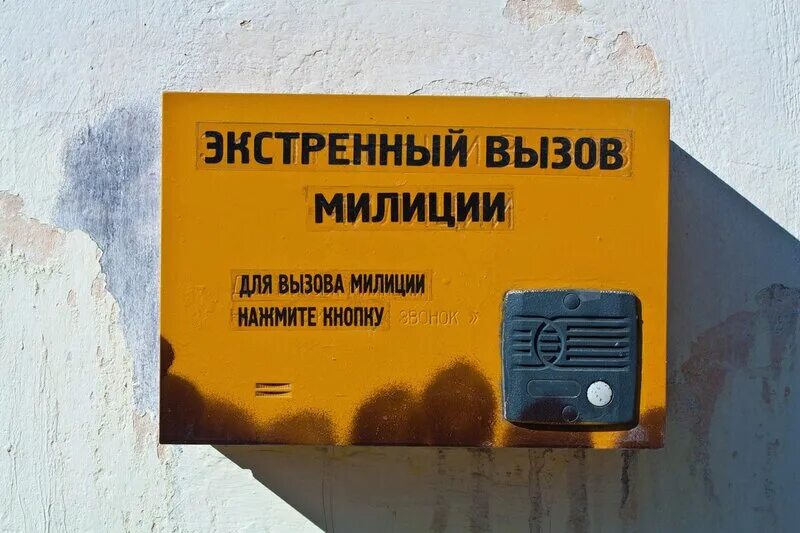 ЭКСТРЕННЫЙ ВЫЗОВ
МИЛИЦИИ
ДЛЯ ВЫЗОВА МИЛИЦИИ
НАЖМИТЕ КНОПКУ ЗВОНОК »